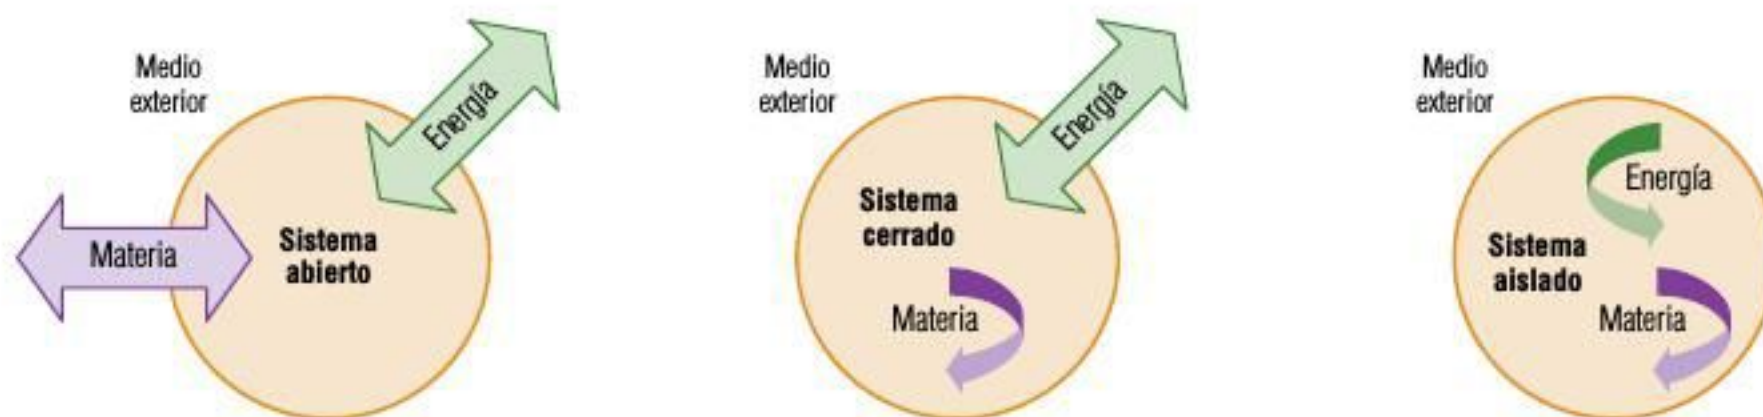 Medio
exterior
Energía
Materia
Sistema
abierto
Medio
exterior
Energía
Sistema
cerrado
Materia
Medio
exterior
Energía
Sistema
aislado
Materia